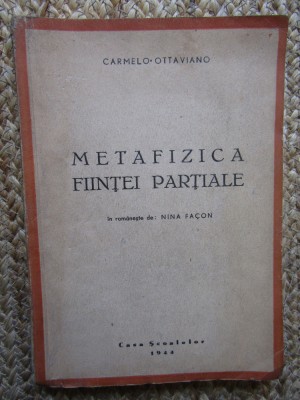 CARMELO·OTTAVIANO
METAFIZICA
FIINȚEI PARȚIALE
în românește de: NINA FAÇON
Casa Școalelor
1944